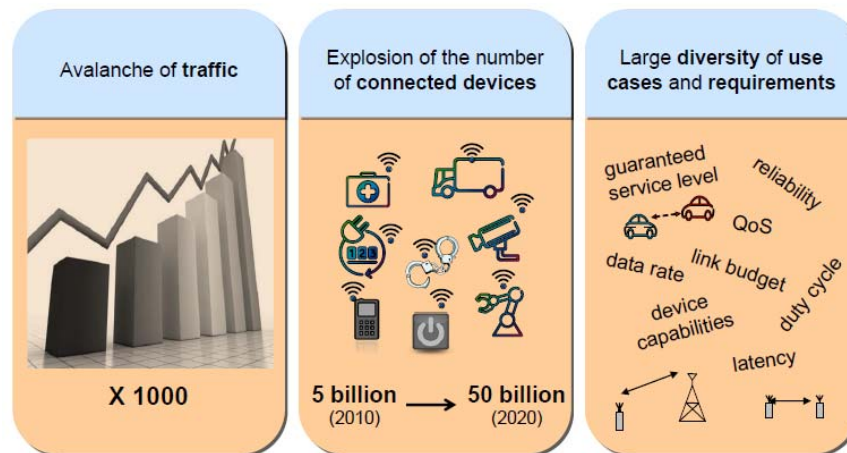 Avalanche of traffic
X 1000
Explosion of the number
of connected devices
123
5 billion
(2010)
50 billion
(2020)
Large diversity of use
cases and requirements
guaranteed
service level
reliability
QoS
data rate
link budget
duty cycle
device
capabilities
latency